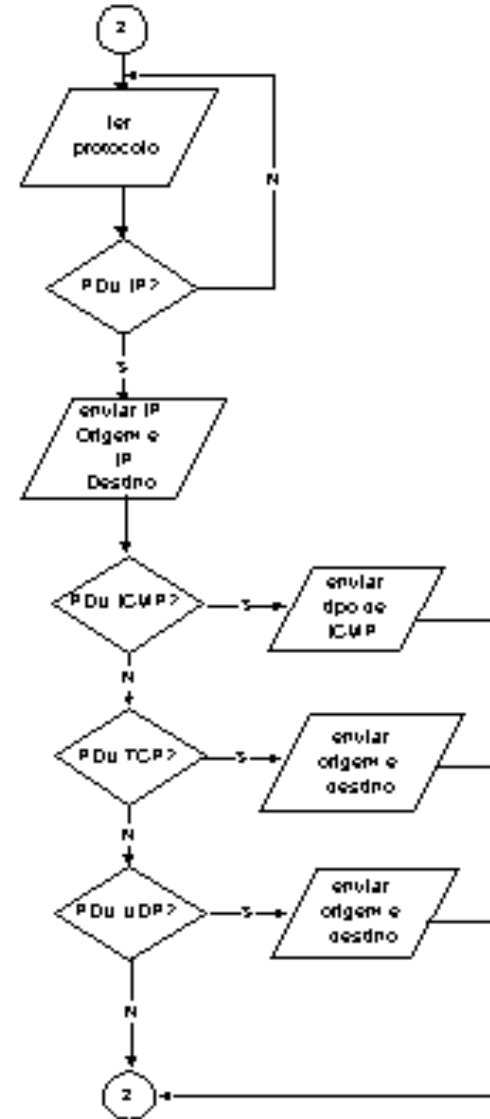 2
ler
protocolo
N
PDu IP?
S
enviar IP
Origem e
IP
Destino
PDu ICMP?
S
enviar
tipo de
ICMP
N
PDu TCP?
S
enviar
origem e
destino
N
PDu uDP?
S
enviar
origem e
destino
N
2